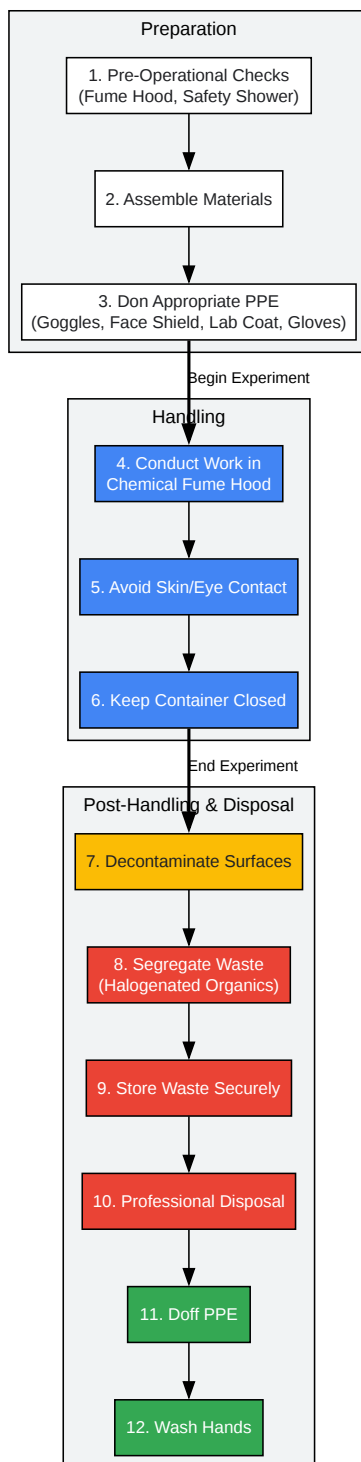 Preparation
1. Pre-Operational Checks
(Fume Hood, Safety Shower)
2. Assemble Materials
3. Don Appropriate PPE
(Goggles, Face Shield, Lab Coat, Gloves)
Begin Experiment
Handling
4. Conduct Work in
Chemical Fume Hood
5. Avoid Skin/Eye Contact
6. Keep Container Closed
End Experiment
Post-Handling & Disposal
7. Decontaminate Surfaces
8. Segregate Waste
(Halogenated Organics)
9. Store Waste Securely
10. Professional Disposal
11. Doff PPE
12. Wash Hands